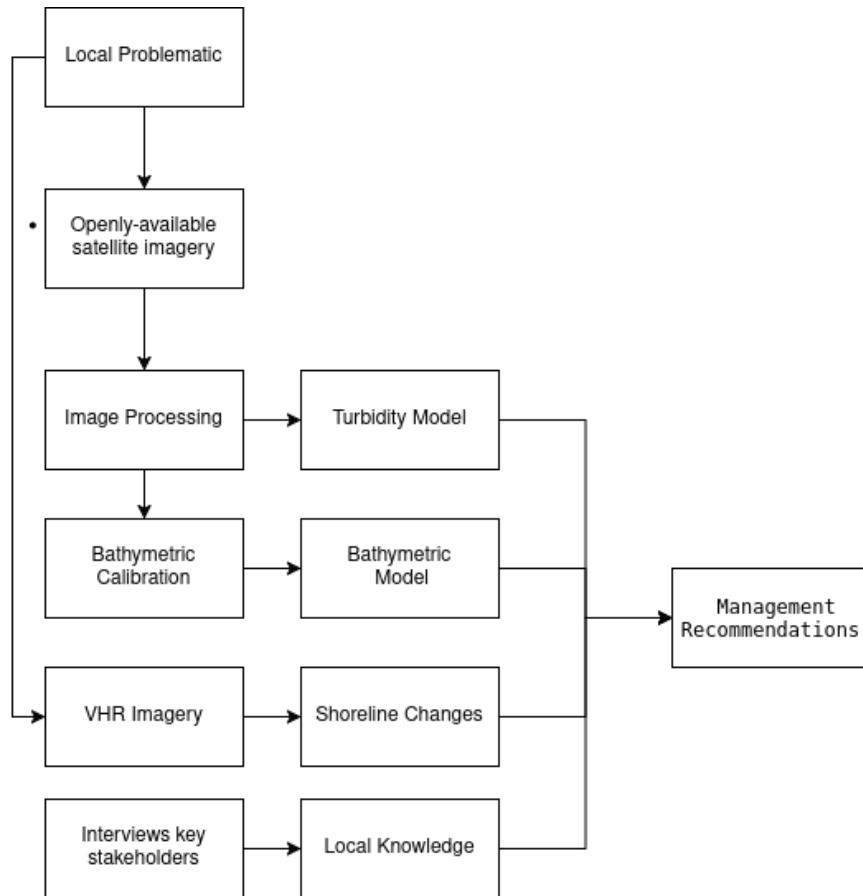 Local Problematic
Openly-available
satellite imagery
Image Processing
Turbidity Model
Bathymetric
Calibration
Bathymetric
Model
Management
Recommendations
VHR Imagery
Shoreline Changes
Interviews key
stakeholders
Local Knowledge